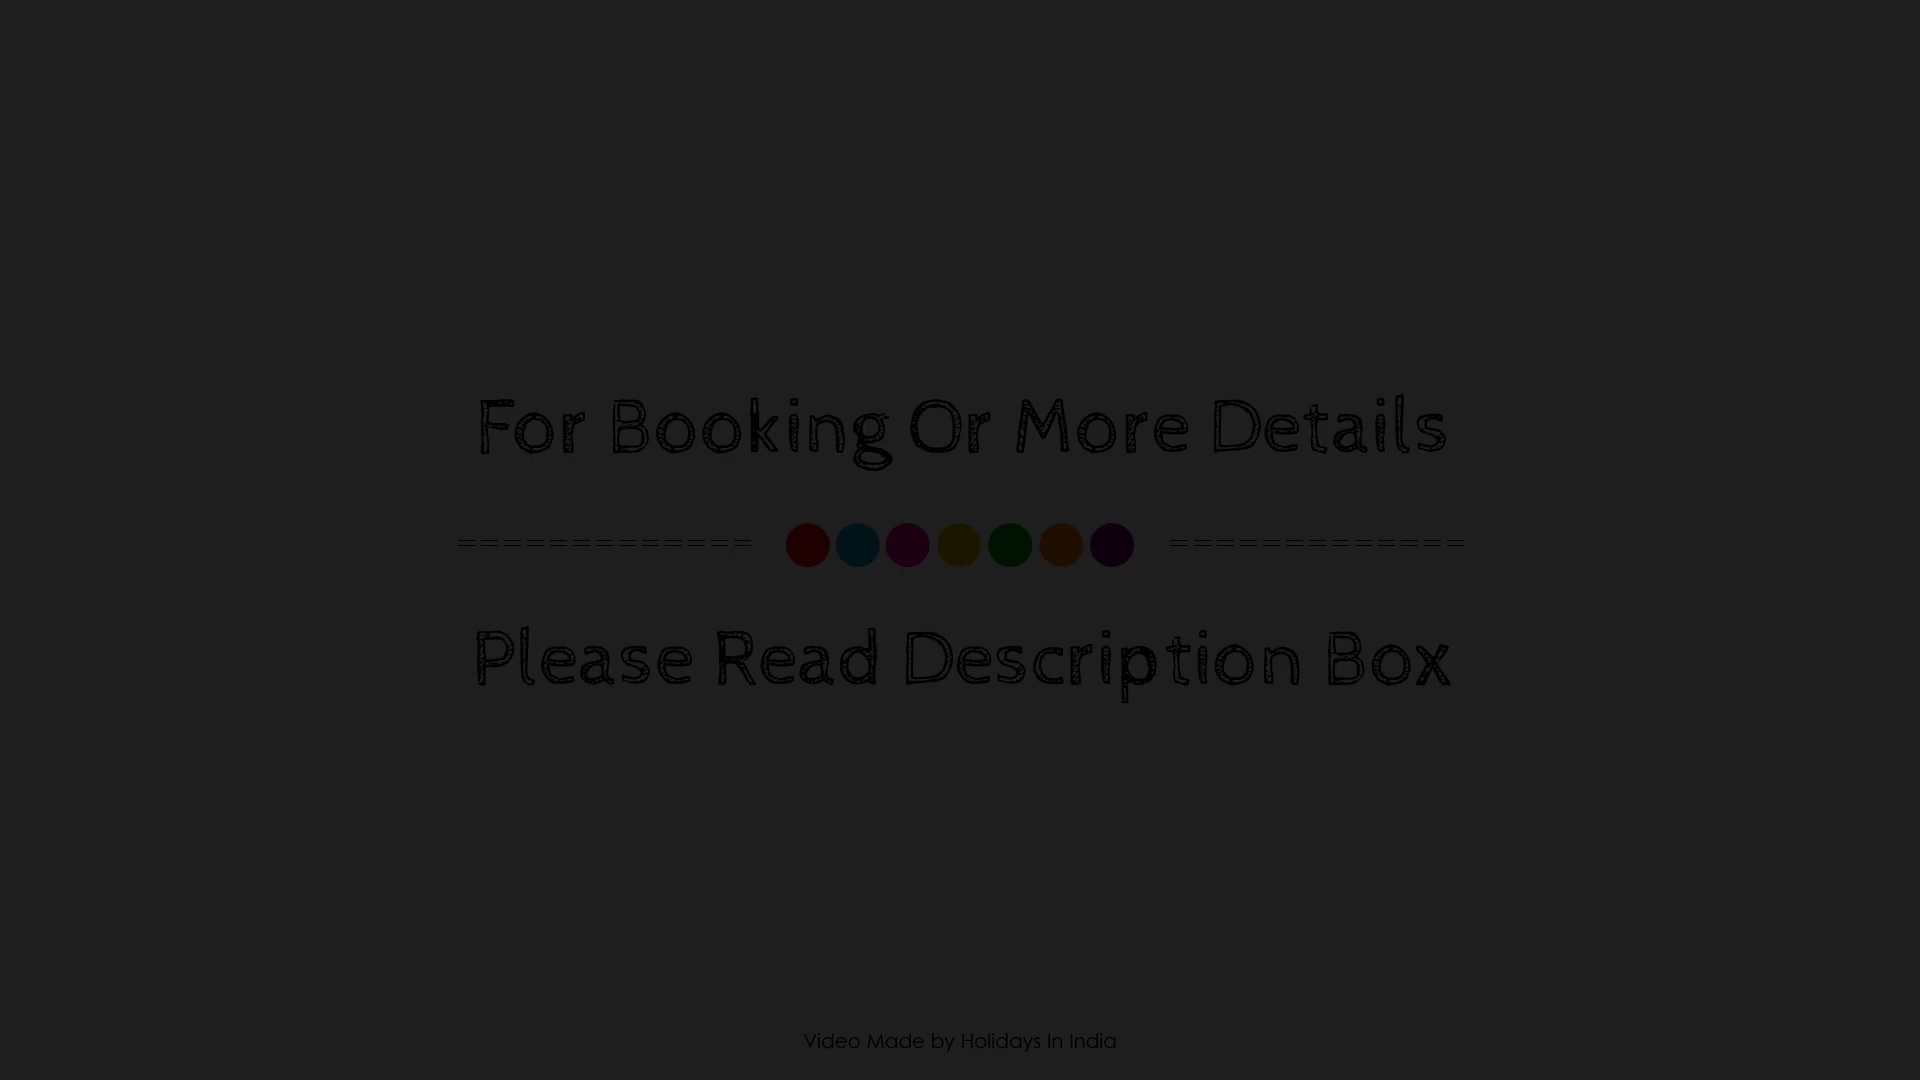 For Booking Or More Details
============= =============
Please Read Description Box
Video Made by Holidays In India